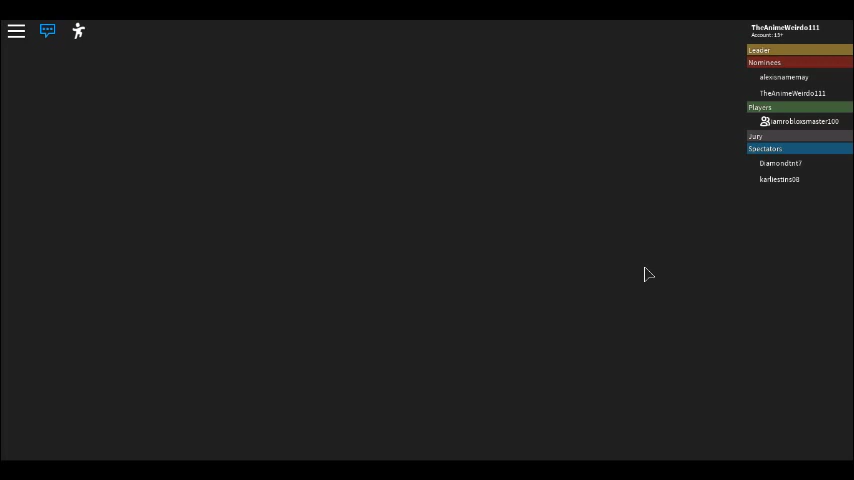 TheAnimeWeirdo111
Account: 13+
Leader
Nominees
alexisnamemay
TheAnimeWeirdo111
Players
iamrobloxsmaster100
Jury
Spectators
Diamondtnt7
karliestins08